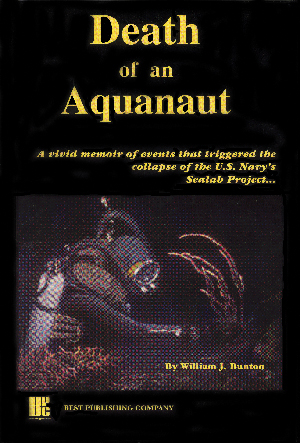 Death
of an
Aquanaut
A vivid memoir of events that triggered the
collapse of the U.S. Navy's
Sealab Project...
By William J. Bunton
BEST PUBLISHING COMPANY